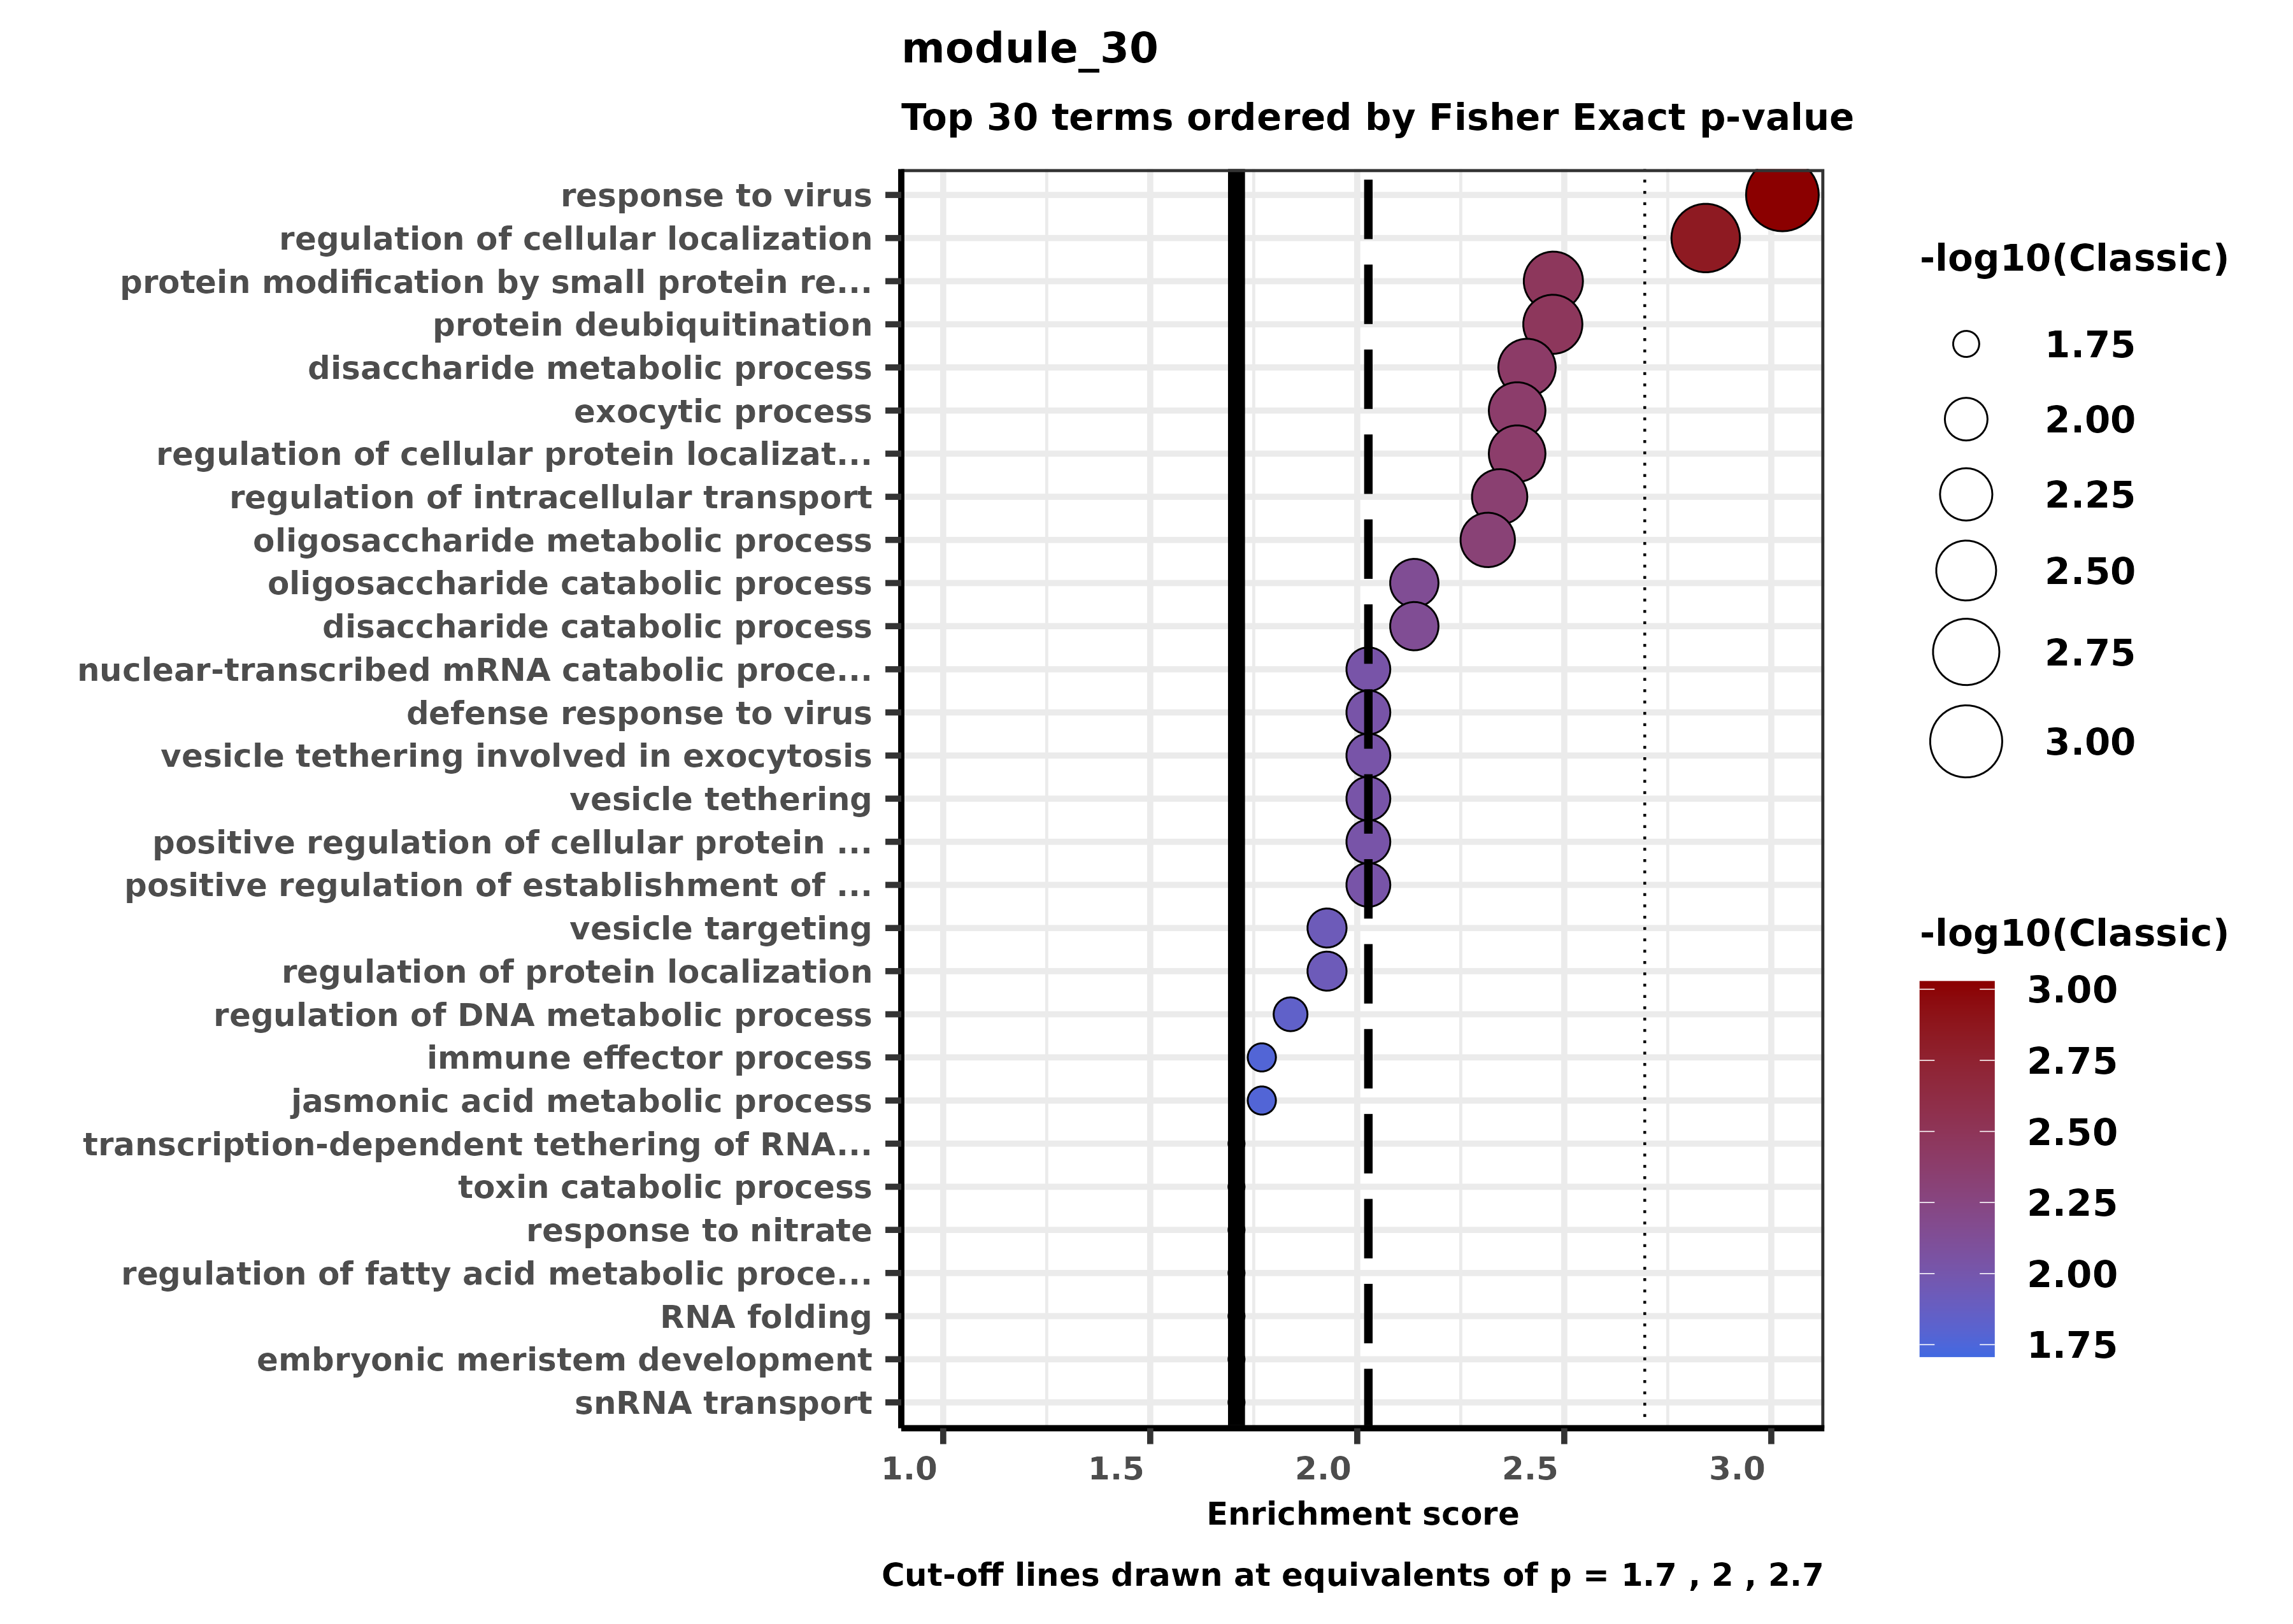 module_30
Top 30 terms ordered by Fisher Exact p-value
response to virus
regulation of cellular localization
protein modification by small protein re...
protein deubiquitination
disaccharide metabolic process
exocytic process
regulation of cellular protein localizat...
regulation of intracellular transport
oligosaccharide metabolic process
oligosaccharide catabolic process
disaccharide catabolic process
nuclear-transcribed mRNA catabolic proce...
defense response to virus
vesicle tethering involved in exocytosis
vesicle tethering
positive regulation of cellular protein ...
positive regulation of establishment of ...
vesicle targeting
regulation of protein localization
regulation of DNA metabolic process
immune effector process
jasmonic acid metabolic process
transcription-dependent tethering of RNA...
toxin catabolic process
response to nitrate
regulation of fatty acid metabolic proce...
RNA folding
embryonic meristem development
snRNA transport
1.0 1.5 2.0 2.5 3.0
Enrichment score
Cut-off lines drawn at equivalents of p = 1.7 , 2 , 2.7
-log10(Classic)
1.75
2.00
2.25
2.50
2.75
3.00
-log10(Classic)
3.00
2.75
2.50
2.25
2.00
1.75